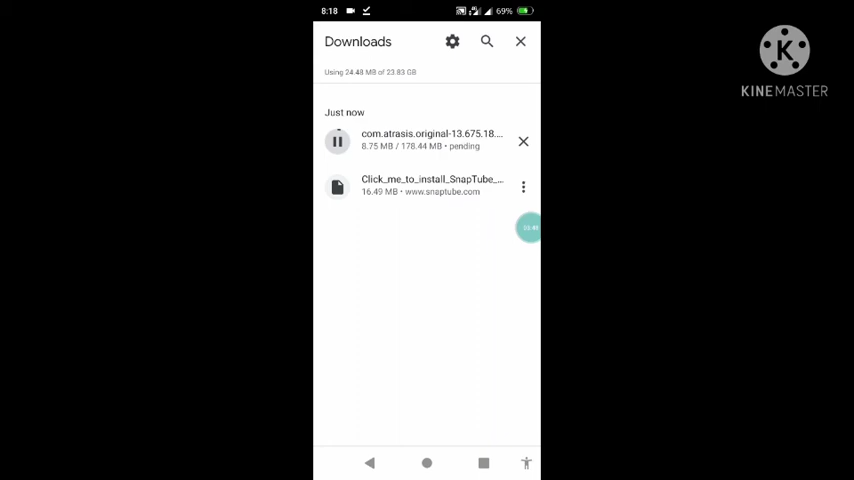 8:18 69%
Downloads
Using 24.48 MB of 23.83 GB
Just now
com.atrasis.original-13.675.18....
8.75 MB / 178.44 MB • pending
Click_me_to_install_SnapTube_...
16.49 MB • www.snaptube.com
K
KINEMASTER